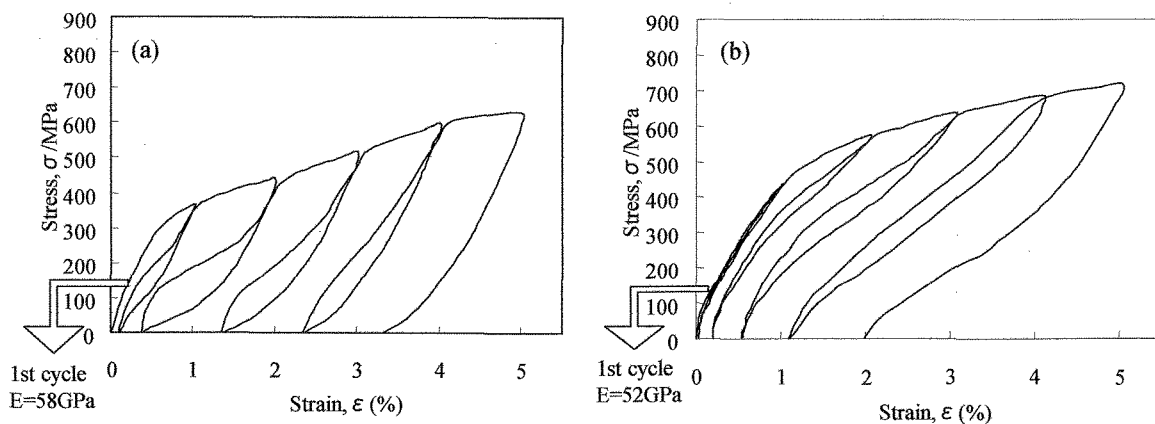 900
800
700
600
500
400
300
200
100
0
Stress, σ /MPa
(a)
0 1 2 3 4 5
Strain, ε (%)
1st cycle
E=58GPa
900
800
700
600
500
400
300
200
100
0
Stress, σ /MPa
(b)
0 1 2 3 4 5
Strain, ε (%)
1st cycle
E=52GPa